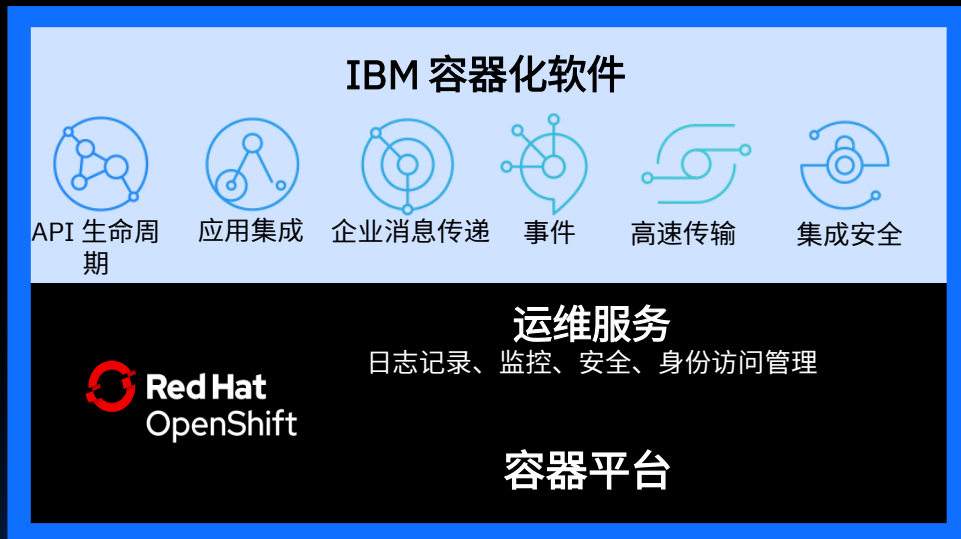 IBM 容器化软件
API 生命周
期
应用集成
企业消息传递
事件
高速传输
集成安全
运维服务
日志记录、监控、安全、身份访问管理
Red Hat
OpenShift
容器平台